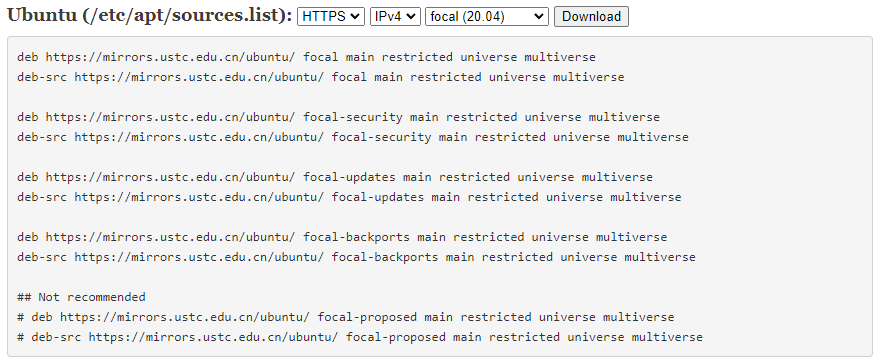 Ubuntu (/etc/apt/sources.list): HTTPS IPv4 focal (20.04) Download
deb https://mirrors.ustc.edu.cn/ubuntu/ focal main restricted universe multiverse
deb-src https://mirrors.ustc.edu.cn/ubuntu/ focal main restricted universe multiverse
deb https://mirrors.ustc.edu.cn/ubuntu/ focal-security main restricted universe multiverse
deb-src https://mirrors.ustc.edu.cn/ubuntu/ focal-security main restricted universe multiverse
deb https://mirrors.ustc.edu.cn/ubuntu/ focal-updates main restricted universe multiverse
deb-src https://mirrors.ustc.edu.cn/ubuntu/ focal-updates main restricted universe multiverse
deb https://mirrors.ustc.edu.cn/ubuntu/ focal-backports main restricted universe multiverse
deb-src https://mirrors.ustc.edu.cn/ubuntu/ focal-backports main restricted universe multiverse
## Not recommended
# deb https://mirrors.ustc.edu.cn/ubuntu/ focal-proposed main restricted universe multiverse
# deb-src https://mirrors.ustc.edu.cn/ubuntu/ focal-proposed main restricted universe multiverse